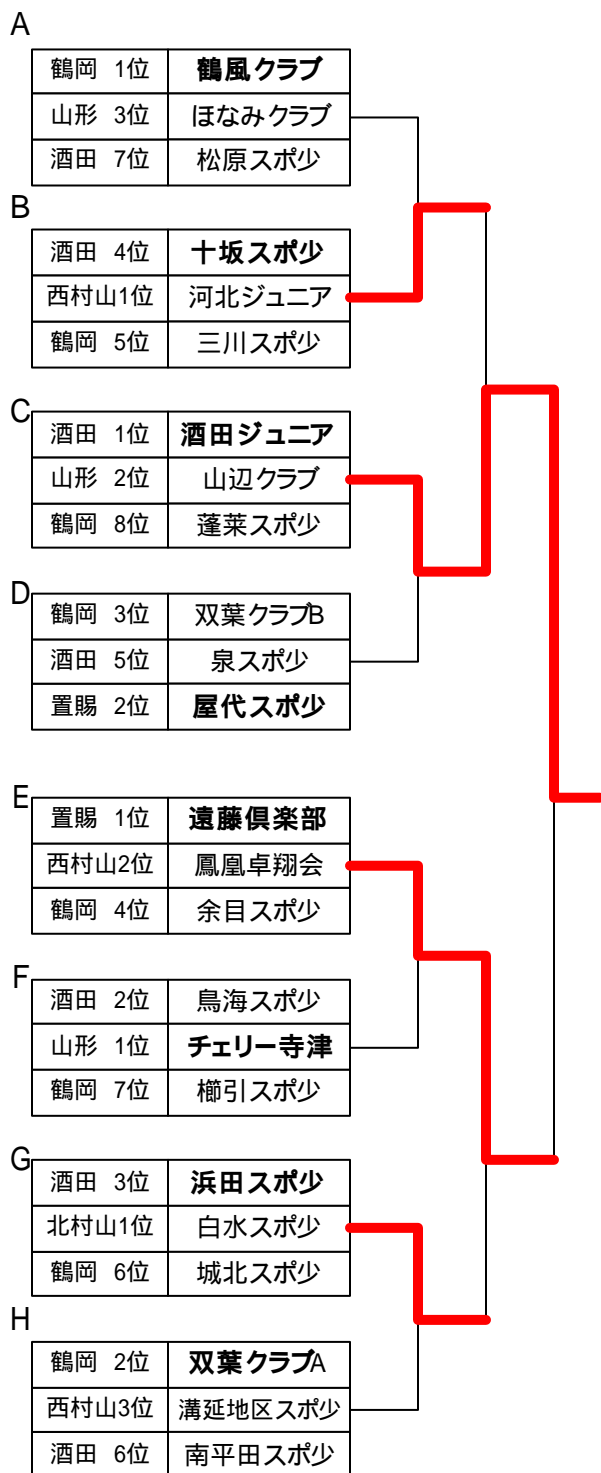 A
鶴岡 1位 鶴風クラブ
山形 3位 ほなみクラブ
酒田 7位 松原スポ少
B
酒田 4位 十坂スポ少
西村山1位 河北ジュニア
鶴岡 5位 三川スポ少
C
酒田 1位 酒田ジュニア
山形 2位 山辺クラブ
鶴岡 8位 蓬莱スポ少
D
鶴岡 3位 双葉クラブB
酒田 5位 泉スポ少
置賜 2位 屋代スポ少
E
置賜 1位 遠藤倶楽部
西村山2位 鳳凰卓翔会
鶴岡 4位 余目スポ少
F
酒田 2位 鳥海スポ少
山形 1位 チェリー寺津
鶴岡 7位 櫛引スポ少
G
酒田 3位 浜田スポ少
北村山1位 白水スポ少
鶴岡 6位 城北スポ少
H
鶴岡 2位 双葉クラブA
西村山3位 溝延地区スポ少
酒田 6位 南平田スポ少